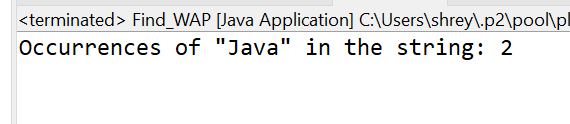 <terminated> Find_WAP [Java Application] C:\Users\shrey\.p2\pool\pl
Occurrences of "Java" in the string: 2